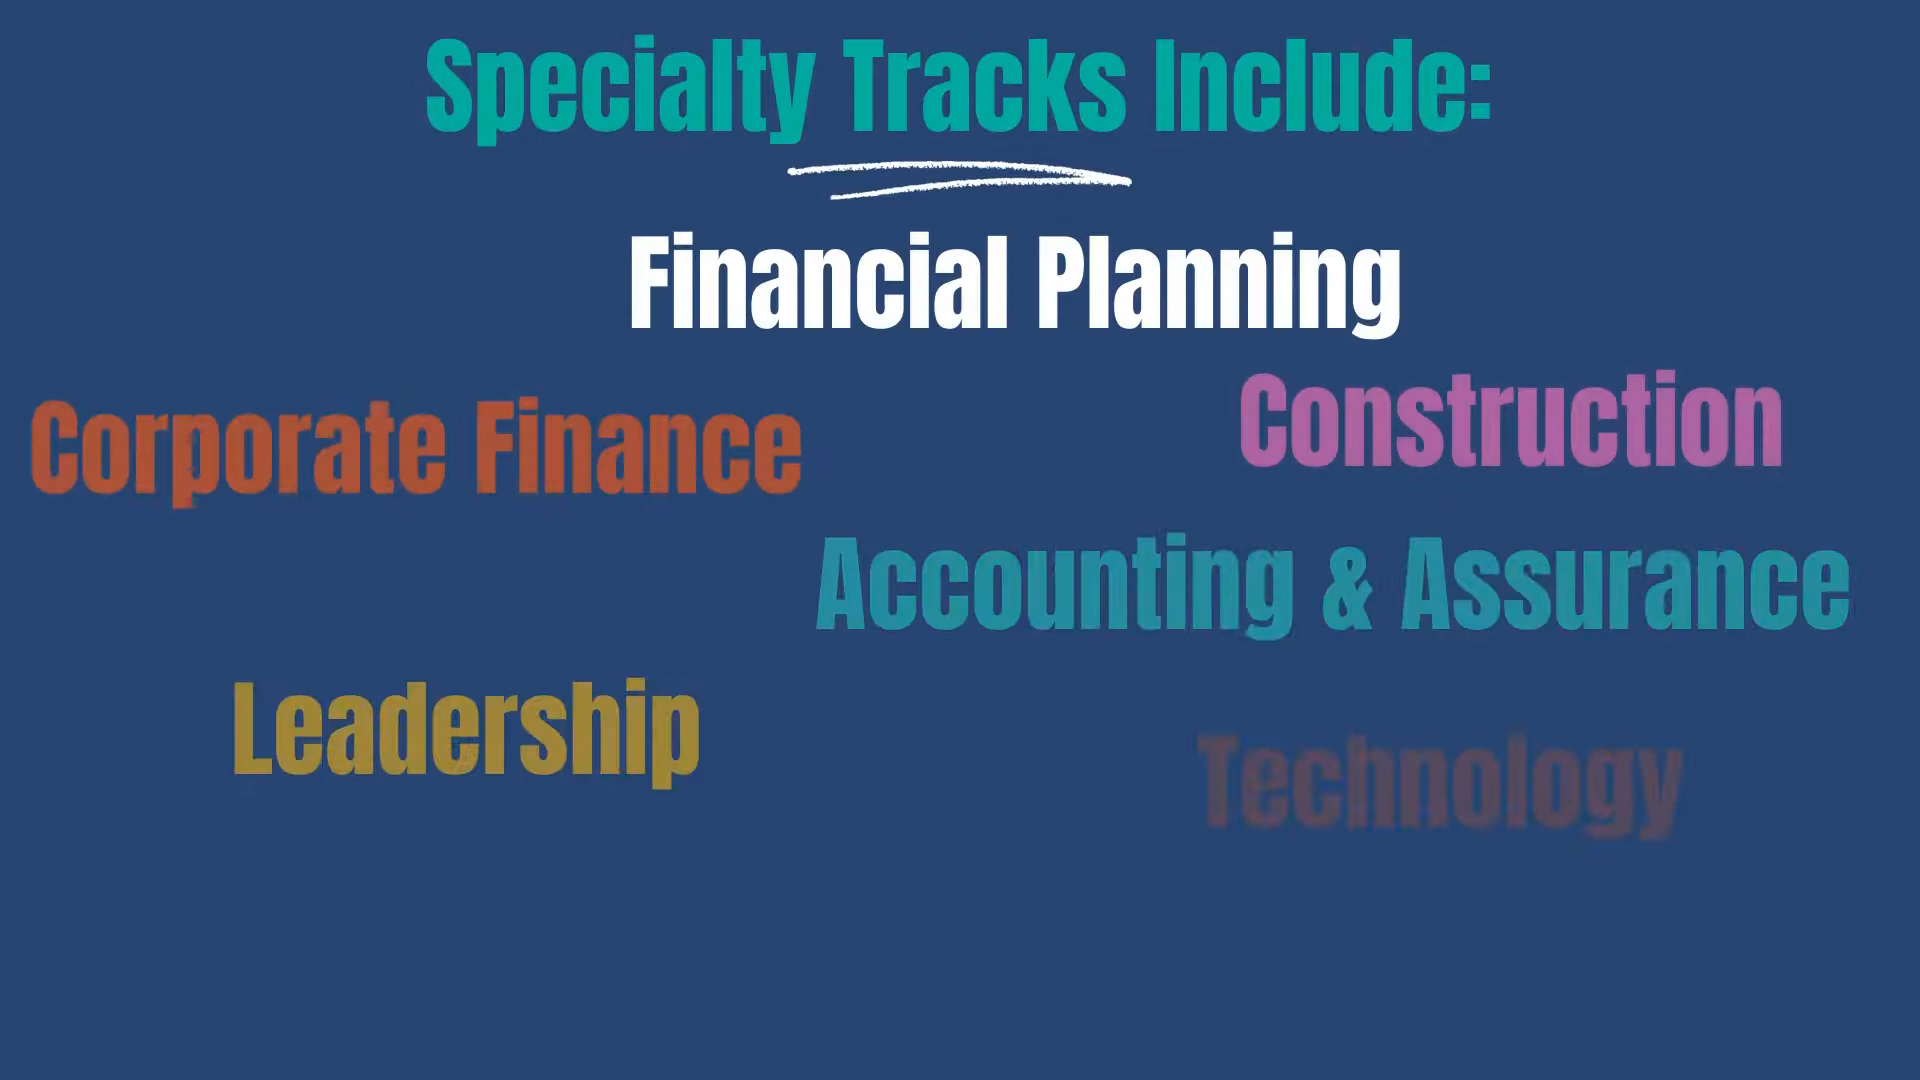 Specialty Tracks Include:
Financial Planning
Construction
Corporate Finance
Accounting & Assurance
Leadership
Technology